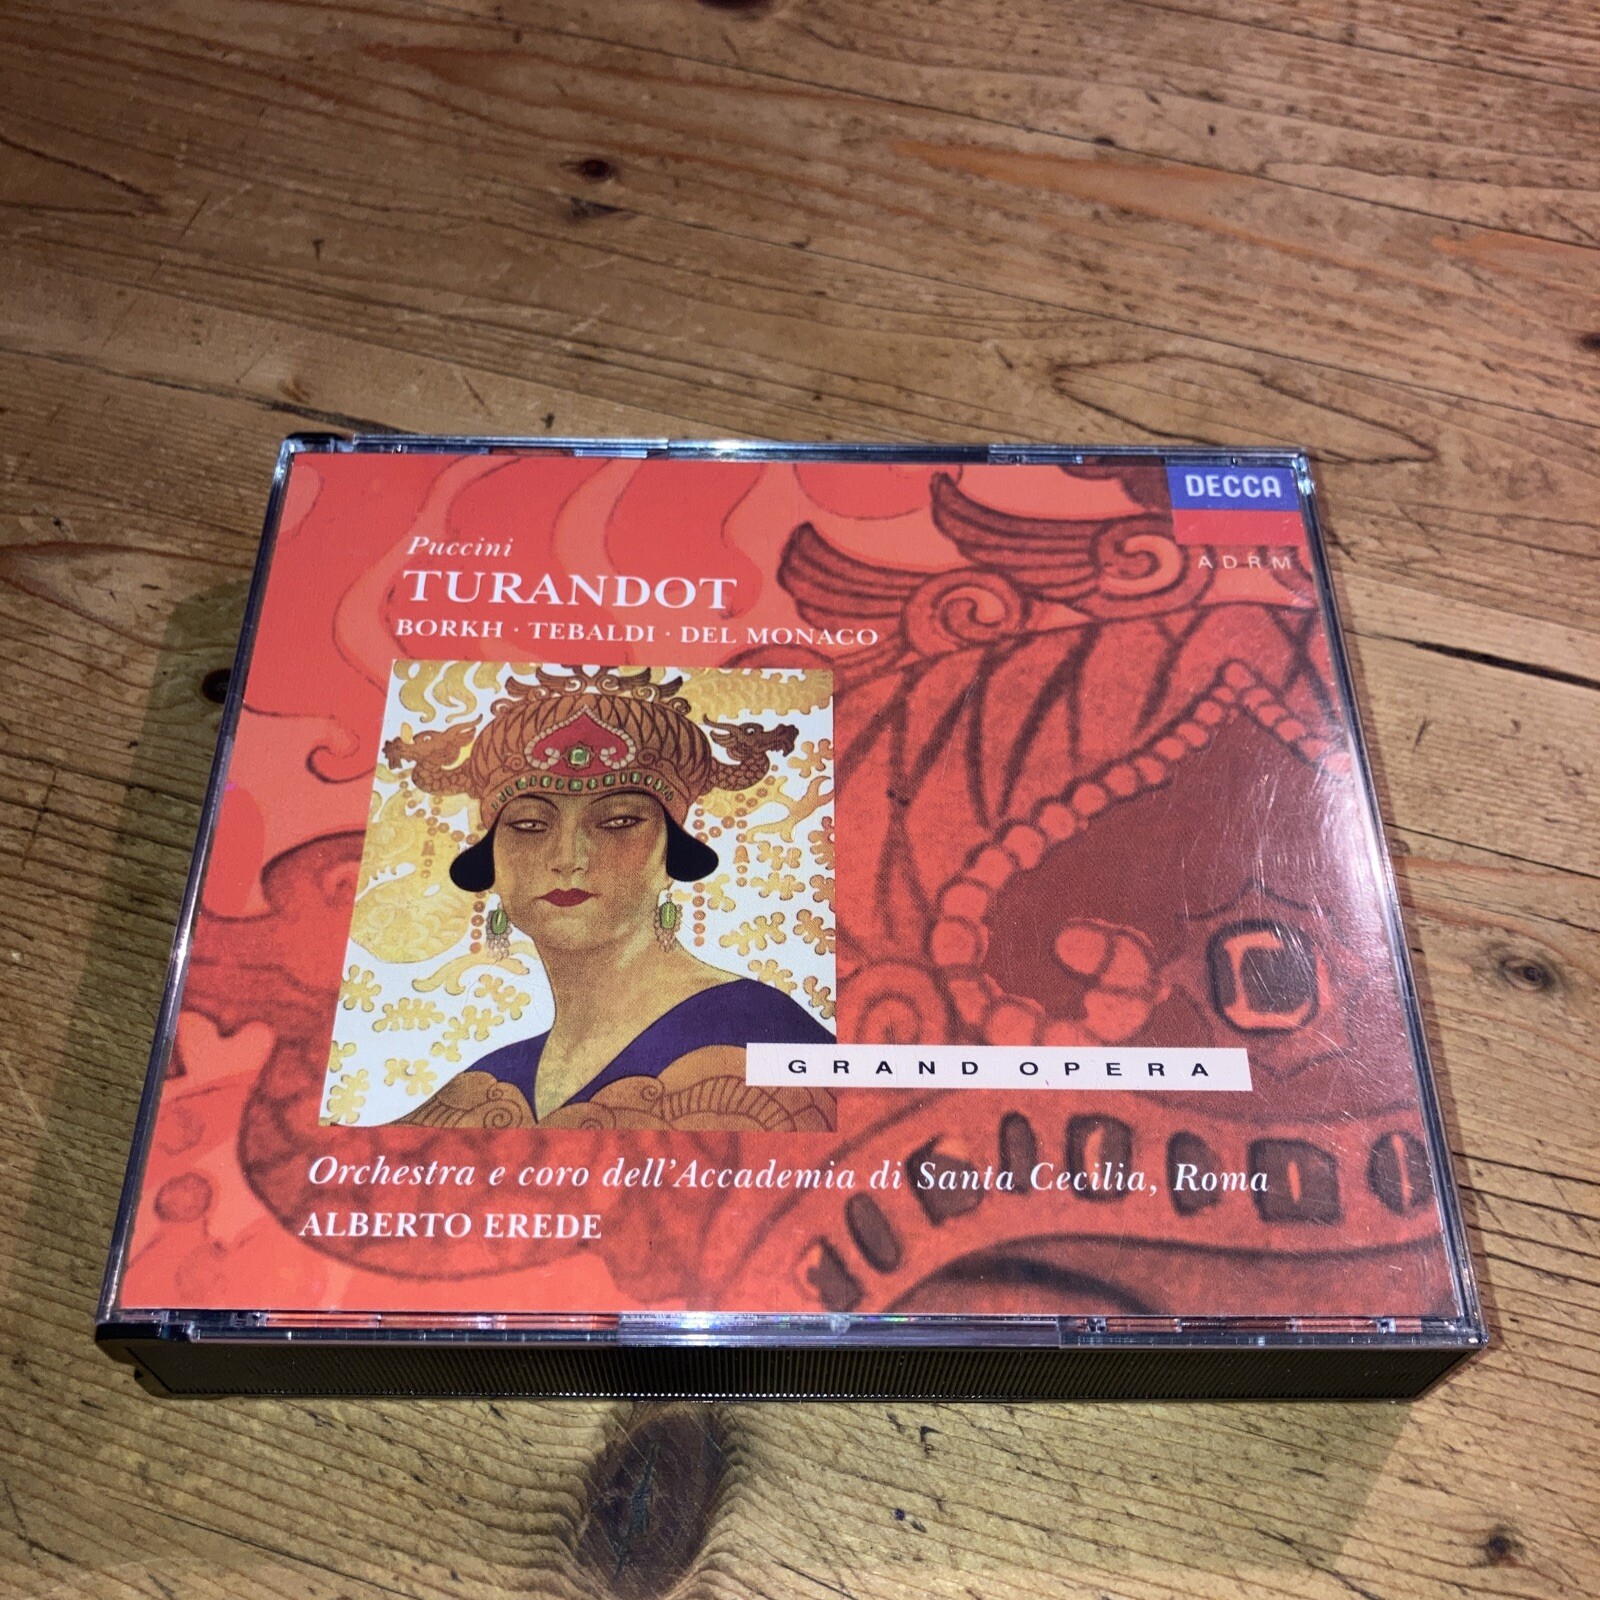 DECCA
ADRM
Puccini
TURANDOT
BORKH · TEBALDI · DEL MONACO
GRAND OPERA
Orchestra e coro dell'Accademia di Santa Cecilia, Roma
ALBERTO EREDE